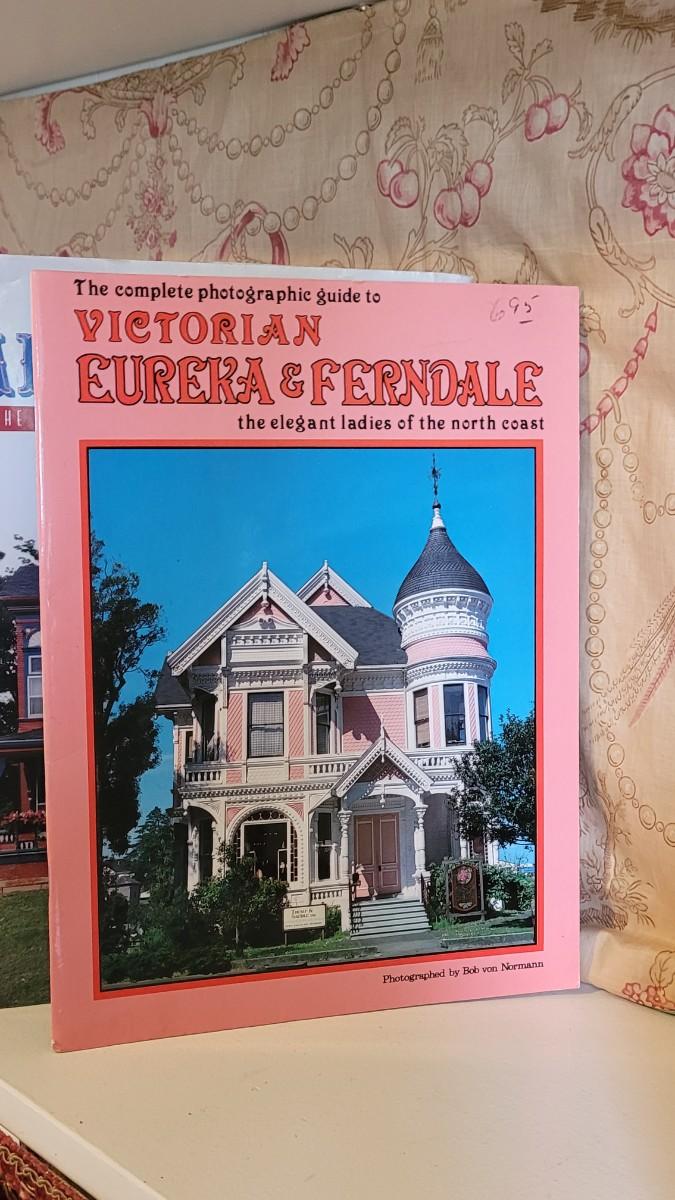 The complete photographic guide to
695
VICTORIAN
EUREKA & FERNDALE
the elegant ladies of the north coast
HE
Photographed by Bob von Normann